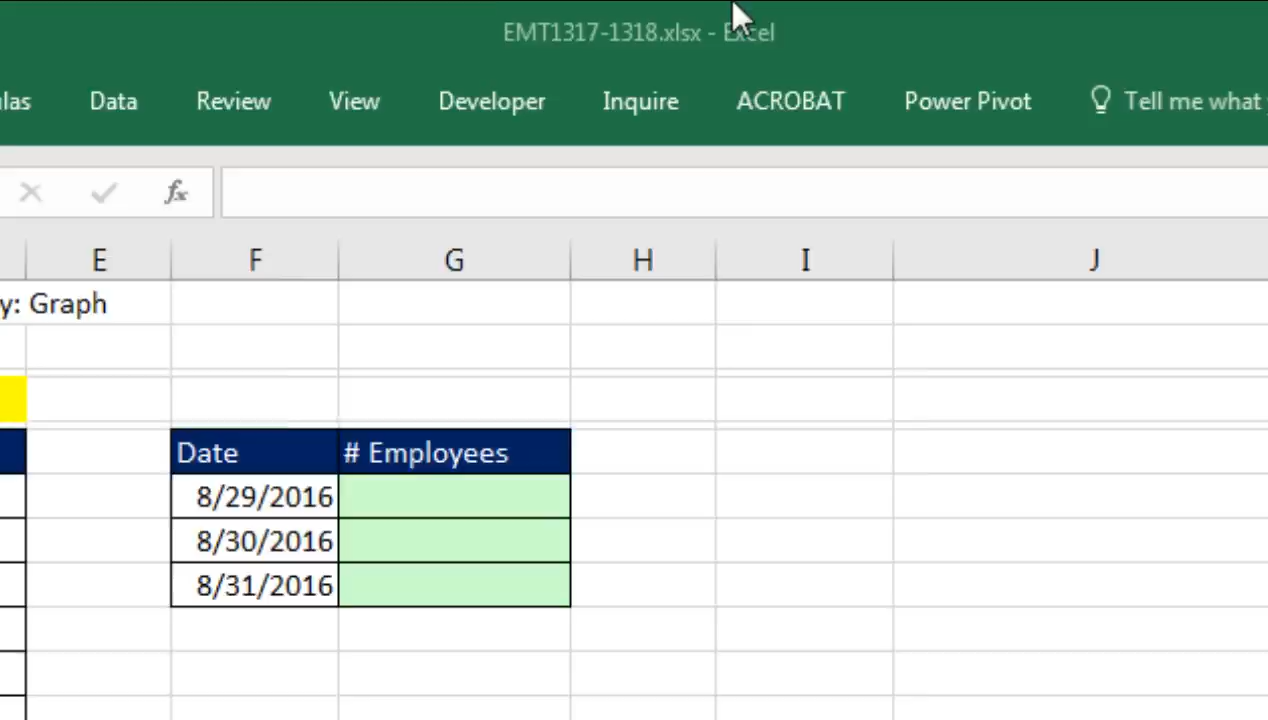 EMT1317-1318.xlsx - Excel
las Data Review View Developer Inquire ACROBAT Power Pivot Tell me what
fx
E F G H I J
y: Graph
Date # Employees
8/29/2016
8/30/2016
8/31/2016